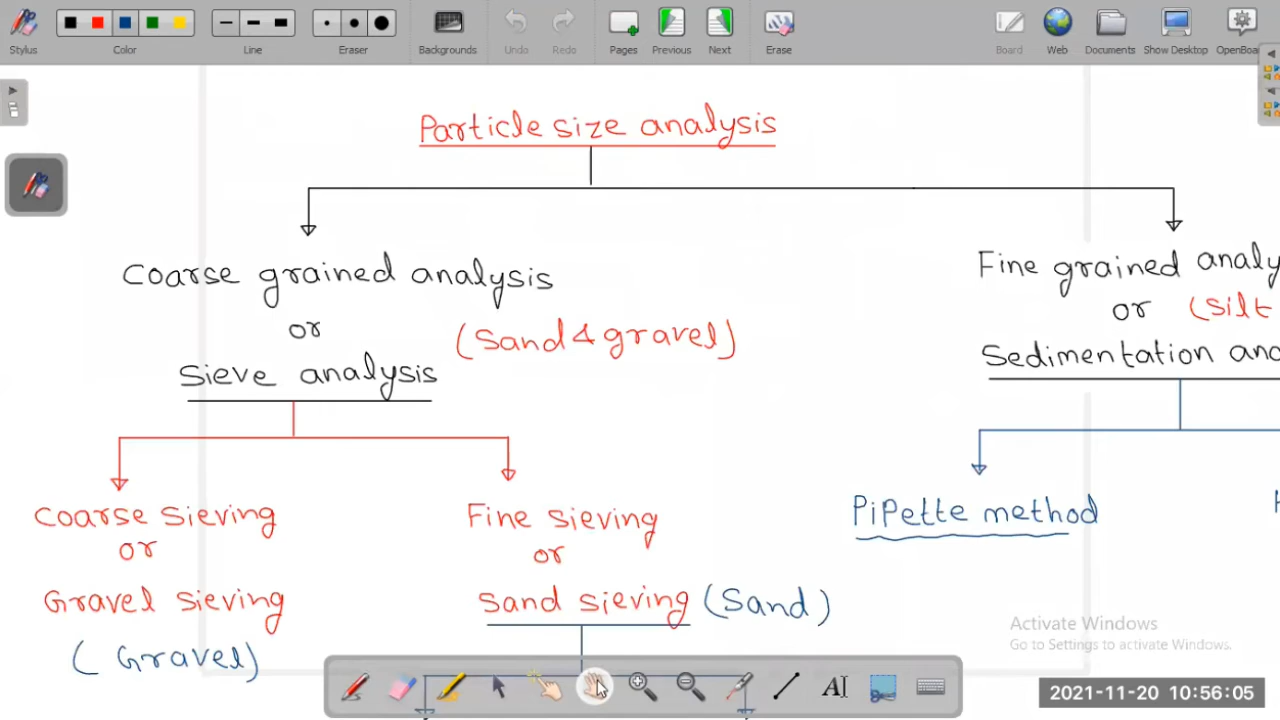 Stylus
Color
Line
Eraser
Backgrounds
Undo
Redo
Pages
Previous
Next
Erase
Board
Web
Documents
Show Desktop
OpenBoa
Particle size analysis
Coarse grained analysis
or
(Sand & gravel)
Sieve analysis
Fine grained analy
or (Silt
Sedimentation ana
Coarse sieving
or
Gravel sieving
(Gravel)
Fine sieving
or
Sand sieving (Sand)
PiPette method
H
Activate Windows
Go to Settings to activate Windows.
AI
2021-11-20 10:56:05